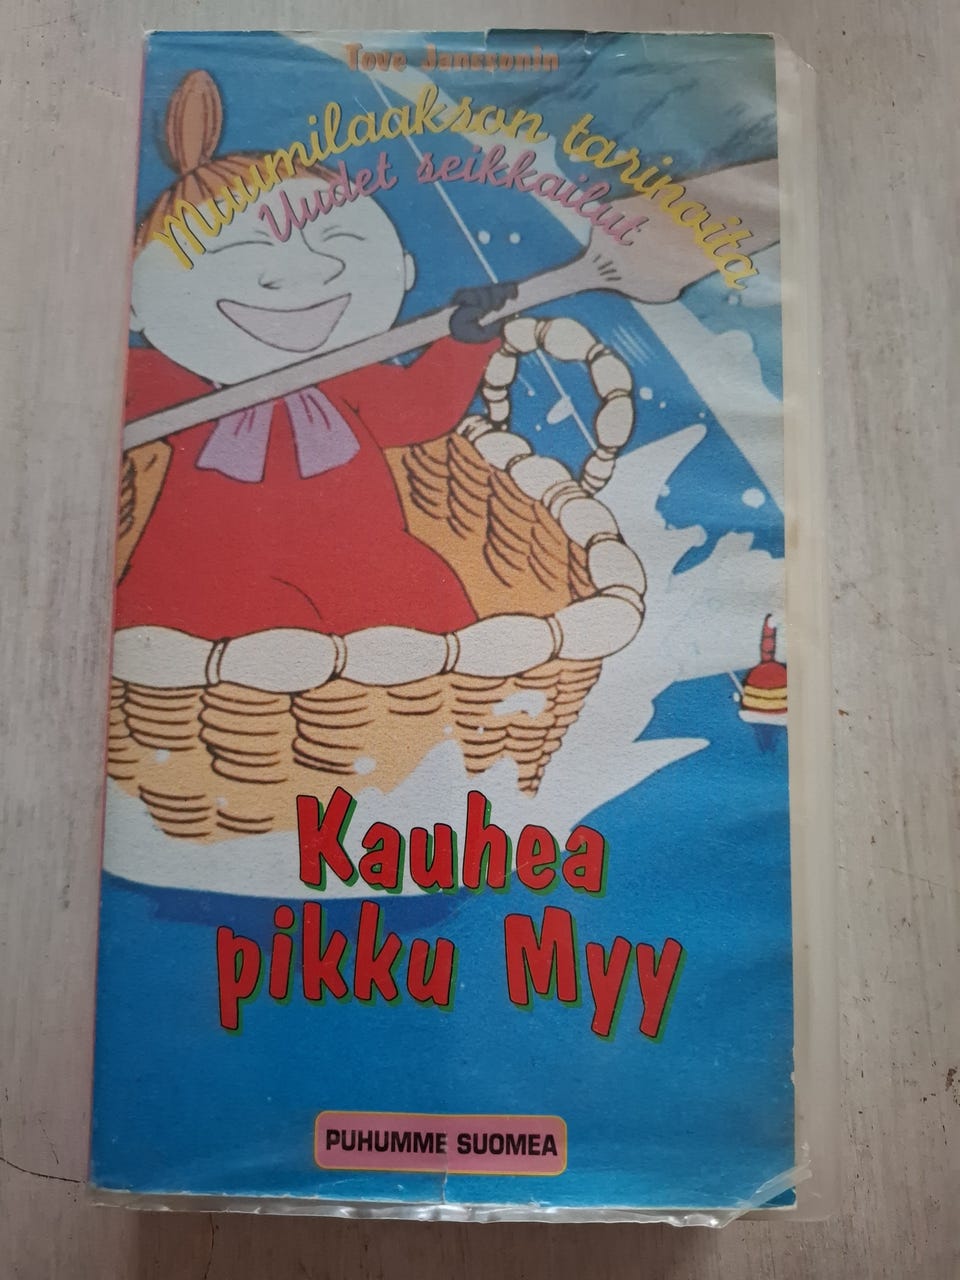 Tove Janssonin
Muumilaakson tarinoita
Uudet seikkailut
Kauhea
pikku Myy
PUHUMME SUOMEA